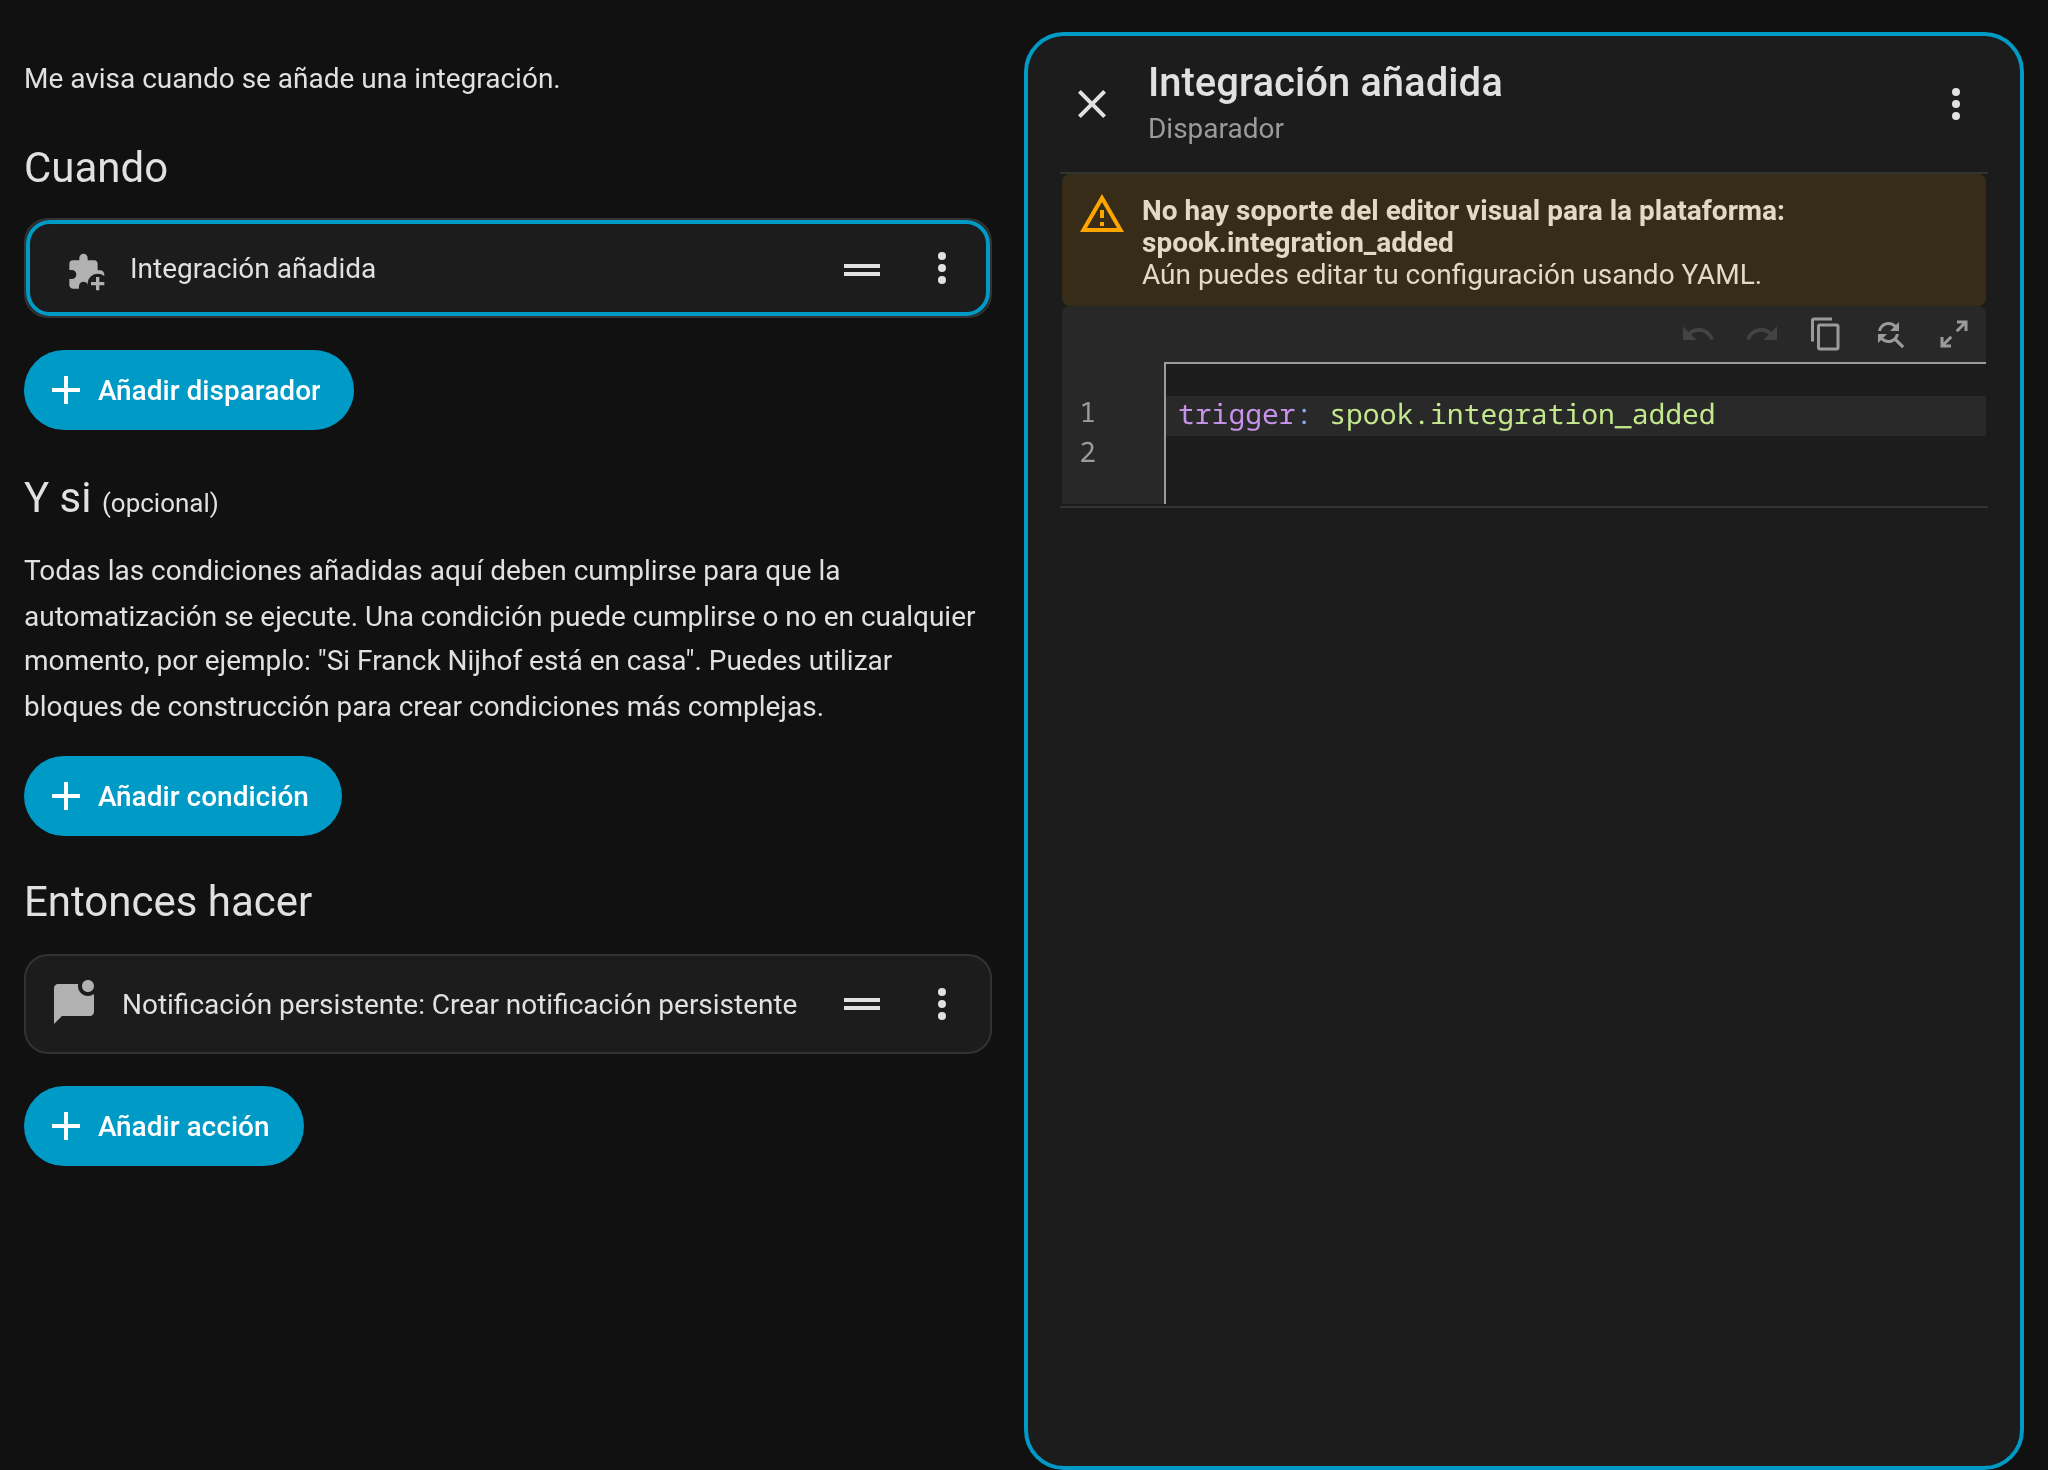 Me avisa cuando se añade una integración.
Cuando
Integración añadida
Añadir disparador
Y si (opcional)
Todas las condiciones añadidas aquí deben cumplirse para que la
automatización se ejecute. Una condición puede cumplirse o no en cualquier
momento, por ejemplo: "Si Franck Nijhof está en casa". Puedes utilizar
bloques de construcción para crear condiciones más complejas.
Añadir condición
Entonces hacer
Notificación persistente: Crear notificación persistente
Añadir acción
Integración añadida
Disparador
No hay soporte del editor visual para la plataforma:
spook.integration_added
Aún puedes editar tu configuración usando YAML.
1 trigger: spook.integration_added
2